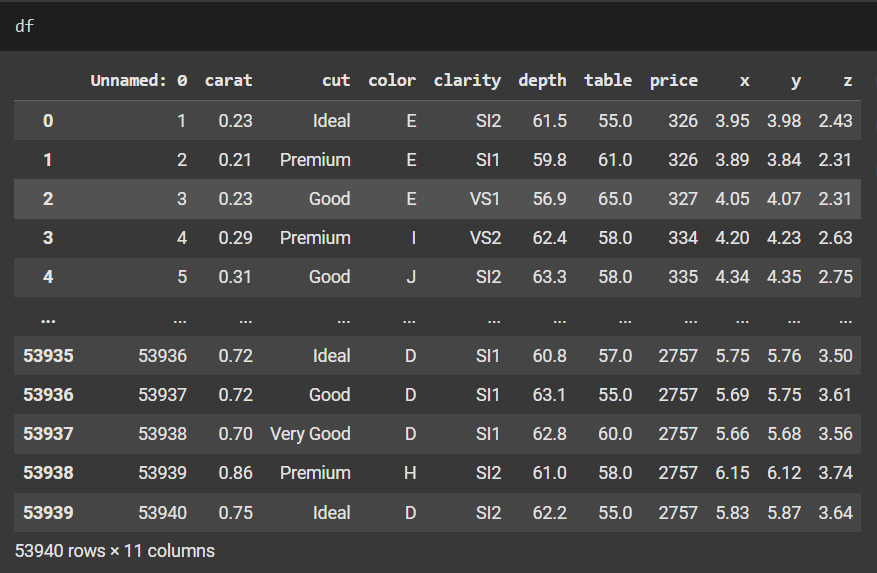 df
Unnamed: 0 carat cut color clarity depth table price x y z
0 1 0.23 Ideal E SI2 61.5 55.0 326 3.95 3.98 2.43
1 2 0.21 Premium E SI1 59.8 61.0 326 3.89 3.84 2.31
2 3 0.23 Good E VS1 56.9 65.0 327 4.05 4.07 2.31
3 4 0.29 Premium I VS2 62.4 58.0 334 4.20 4.23 2.63
4 5 0.31 Good J SI2 63.3 58.0 335 4.34 4.35 2.75
... ... ... ... ... ... ... ... ... ... ... ...
53935 53936 0.72 Ideal D SI1 60.8 57.0 2757 5.75 5.76 3.50
53936 53937 0.72 Good D SI1 63.1 55.0 2757 5.69 5.75 3.61
53937 53938 0.70 Very Good D SI1 62.8 60.0 2757 5.66 5.68 3.56
53938 53939 0.86 Premium H SI2 61.0 58.0 2757 6.15 6.12 3.74
53939 53940 0.75 Ideal D SI2 62.2 55.0 2757 5.83 5.87 3.64
53940 rows × 11 columns